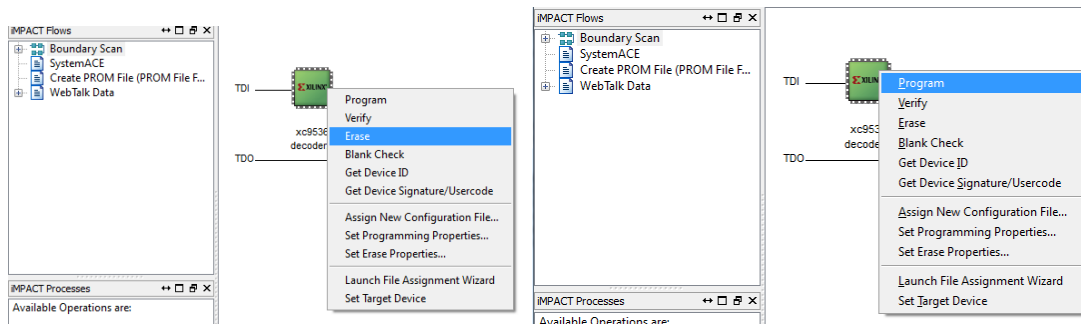 iMPACT Flows
Boundary Scan
SystemACE
Create PROM File (PROM File F...
WebTalk Data
iMPACT Processes
Available Operations are:
TDI
XILINX
xc9536
decoder
TDO
Program
Verify
Erase
Blank Check
Get Device ID
Get Device Signature/Usercode
Assign New Configuration File...
Set Programming Properties...
Set Erase Properties...
Launch File Assignment Wizard
Set Target Device
iMPACT Flows
Boundary Scan
SystemACE
Create PROM File (PROM File F...
WebTalk Data
iMPACT Processes
Available Operations are:
TDI
XILIN
xc953
decode
TDO
Program
Verify
Erase
Blank Check
Get Device ID
Get Device Signature/Usercode
Assign New Configuration File...
Set Programming Properties...
Set Erase Properties...
Launch File Assignment Wizard
Set Target Device